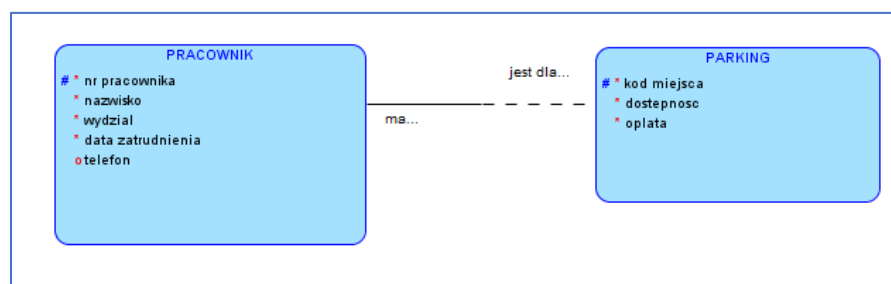 PRACOWNIK
# * nr pracownika
* nazwisko
* wydzial
* data zatrudnienia
o telefon
ma...
jest dla...
PARKING
# * kod miejsca
* dostepnosc
* oplata